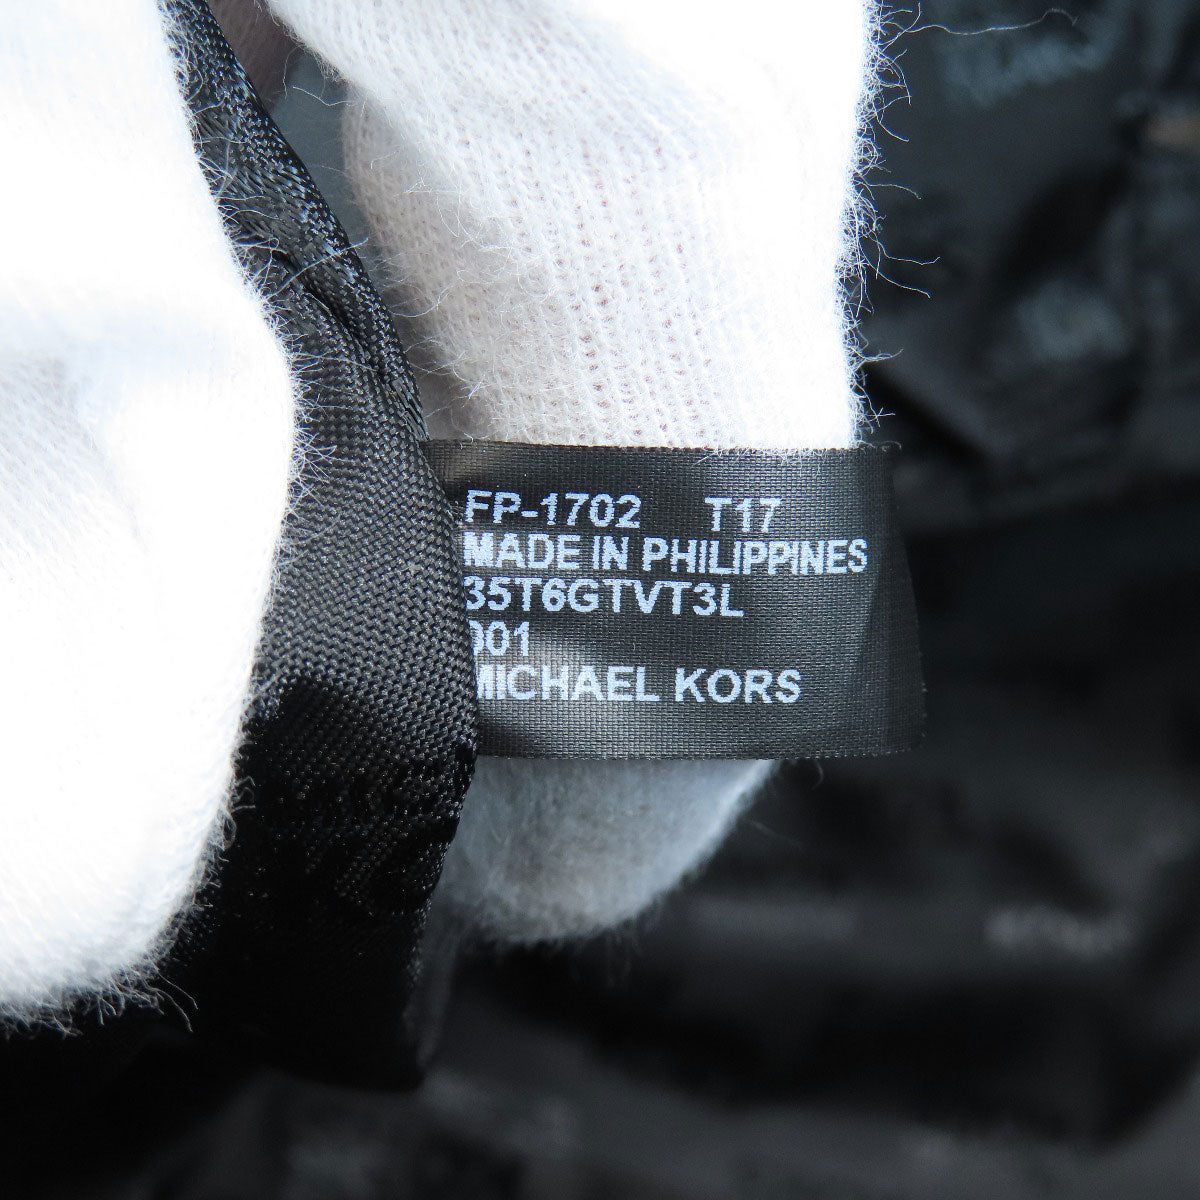 FP-1702 T17
MADE IN PHILIPPINES
35T6GTVT3L
001
MICHAEL KORS